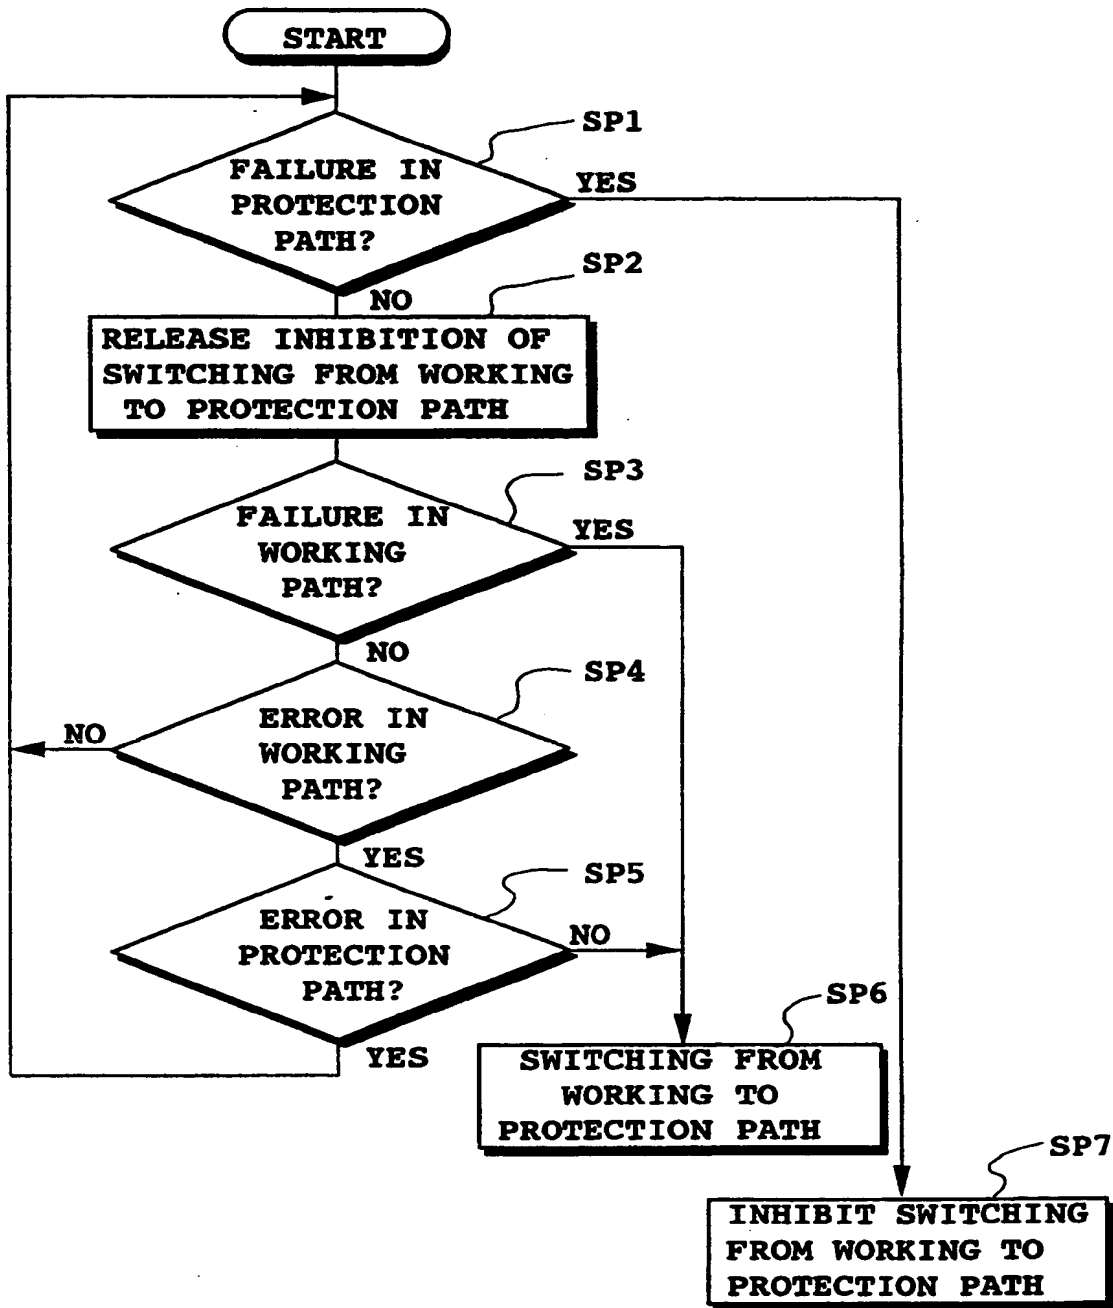 START
SP1
FAILURE IN
PROTECTION
PATH?
YES
SP2
NO
RELEASE INHIBITION OF
SWITCHING FROM WORKING
TO PROTECTION PATH
SP3
FAILURE IN
WORKING
PATH?
YES
NO
SP4
ERROR IN
WORKING
PATH?
NO
YES
SP5
ERROR IN
PROTECTION
PATH?
NO
YES
SP6
SWITCHING FROM
WORKING TO
PROTECTION PATH
SP7
INHIBIT SWITCHING
FROM WORKING TO
PROTECTION PATH